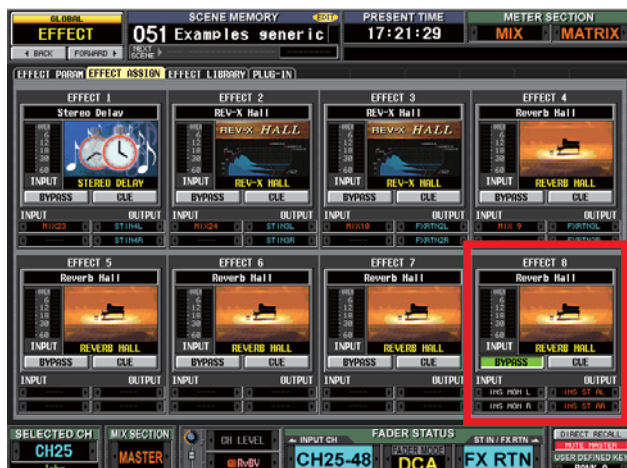 GLOBAL
EFFECT
BACK
FORWARD
SCENE MEMORY
EDIT
051 Examples generic
NEXT SCENE
PRESENT TIME
17:21:29
METER SECTION
MIX
MATRIX
EFFECT PARAM
EFFECT ASSIGN
EFFECT LIBRARY
PLUG-IN
EFFECT 1
Stereo Delay
INPUT
STEREO DELAY
BYPASS
CUE
INPUT
OUTPUT
MIX23
STIN4L
STIN4R
EFFECT 2
REV-X Hall
REV-X HALL
INPUT
REV-X HALL
BYPASS
CUE
INPUT
OUTPUT
MIX24
STIN3L
STIN3R
EFFECT 3
REV-X Hall
REV-X HALL
INPUT
REV-X HALL
BYPASS
CUE
INPUT
OUTPUT
MIX10
FXRTN2L
FXRTN2R
EFFECT 4
Reverb Hall
INPUT
REVERB HALL
BYPASS
CUE
INPUT
OUTPUT
MIX 9
FXRTN3L
EFFECT 5
Reverb Hall
INPUT
REVERB HALL
BYPASS
CUE
INPUT
OUTPUT
EFFECT 6
Reverb Hall
INPUT
REVERB HALL
BYPASS
CUE
INPUT
OUTPUT
EFFECT 7
Reverb Hall
INPUT
REVERB HALL
BYPASS
CUE
INPUT
OUTPUT
EFFECT 8
Reverb Hall
INPUT
REVERB HALL
BYPASS
CUE
INPUT
OUTPUT
INS MON L
INS ST AL
INS MON R
INS ST AR
SELECTED CH
CH25
MIX SECTION
MASTER
CH LEVEL
FADER STATUS
INPUT CH
CH25-48
FADER MODE
DCA
ST IN / FX RTN
FX RTN
DIRECT RECALL
MUTE MASTER
USER DEFINED KEY